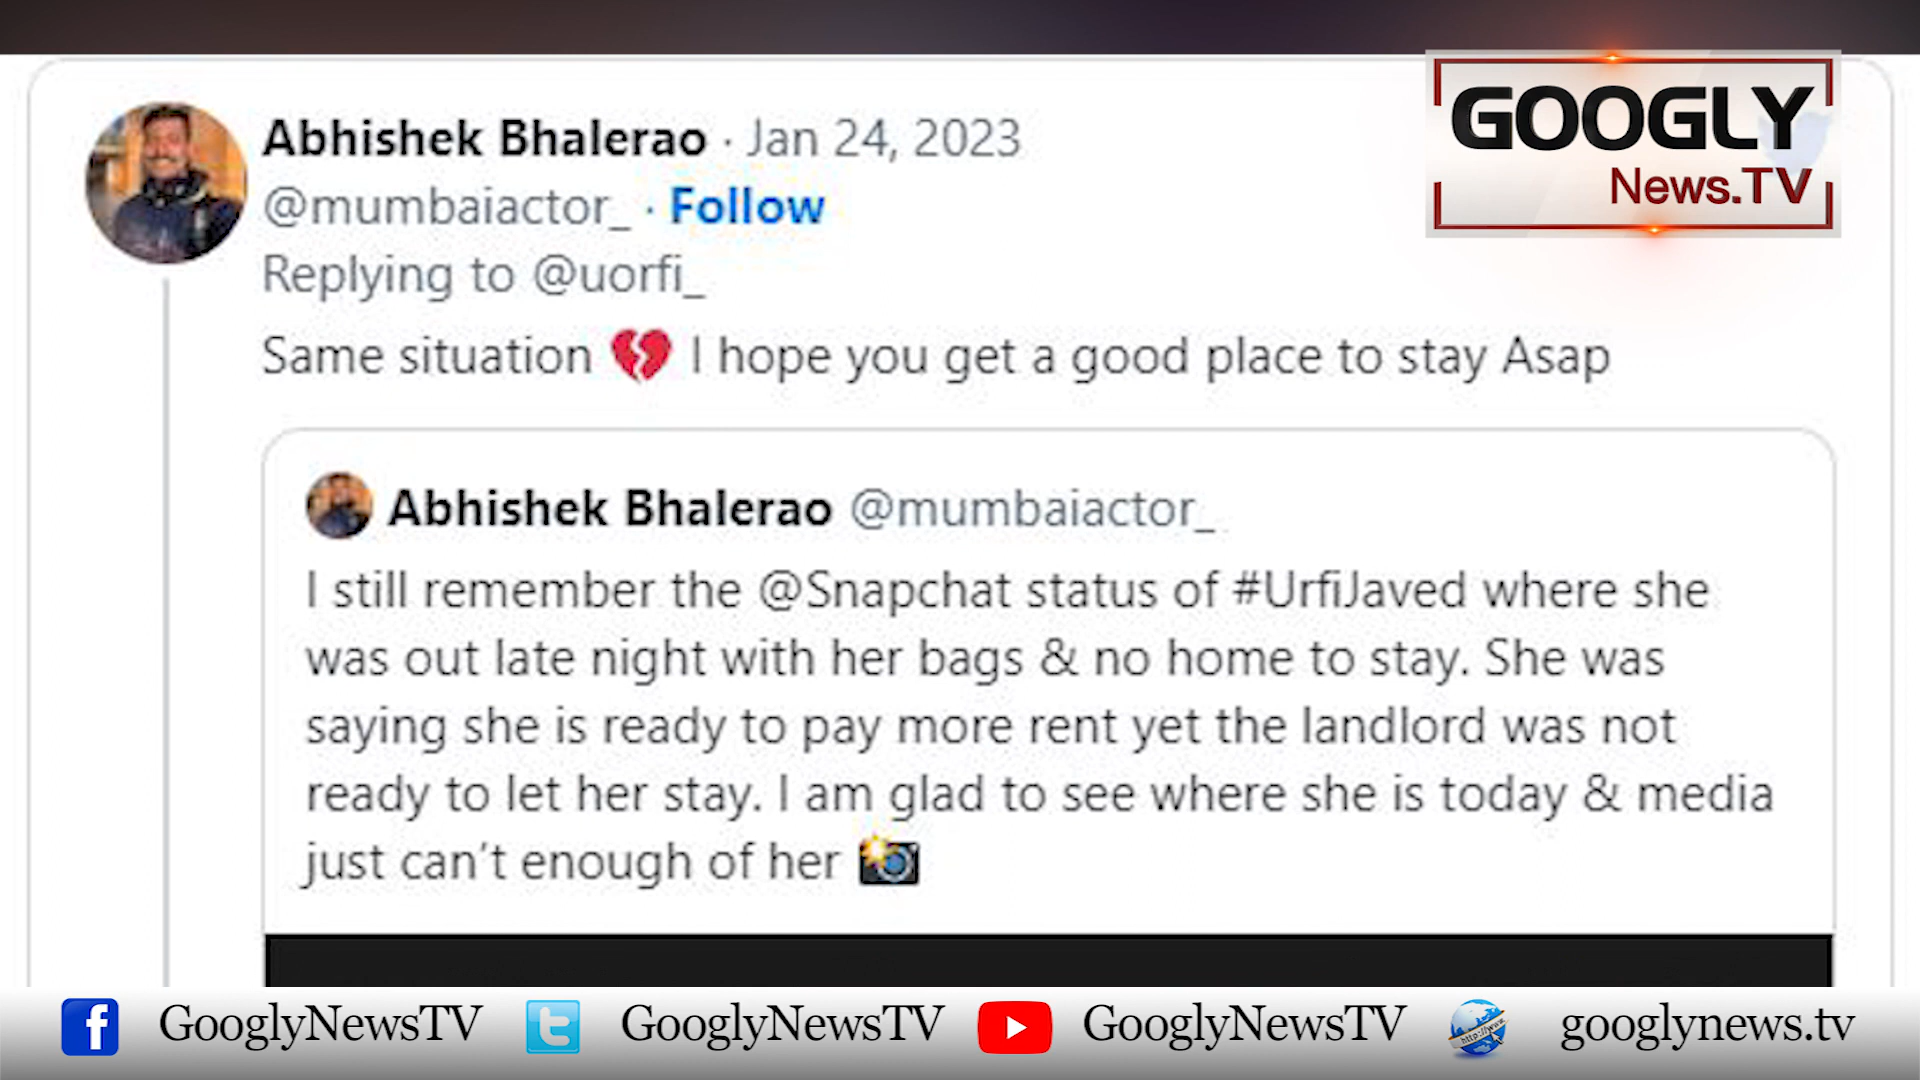 Abhishek Bhalerao · Jan 24, 2023
@mumbaiactor_ · Follow
Replying to @uorfi_
Same situation 💔 I hope you get a good place to stay Asap
Abhishek Bhalerao @mumbaiactor_
I still remember the @Snapchat status of #UrfiJaved where she
was out late night with her bags & no home to stay. She was
saying she is ready to pay more rent yet the landlord was not
ready to let her stay. I am glad to see where she is today & media
just can't enough of her 📸
GOOGLY
News.TV
GooglyNewsTV GooglyNewsTV GooglyNewsTV googlynews.tv